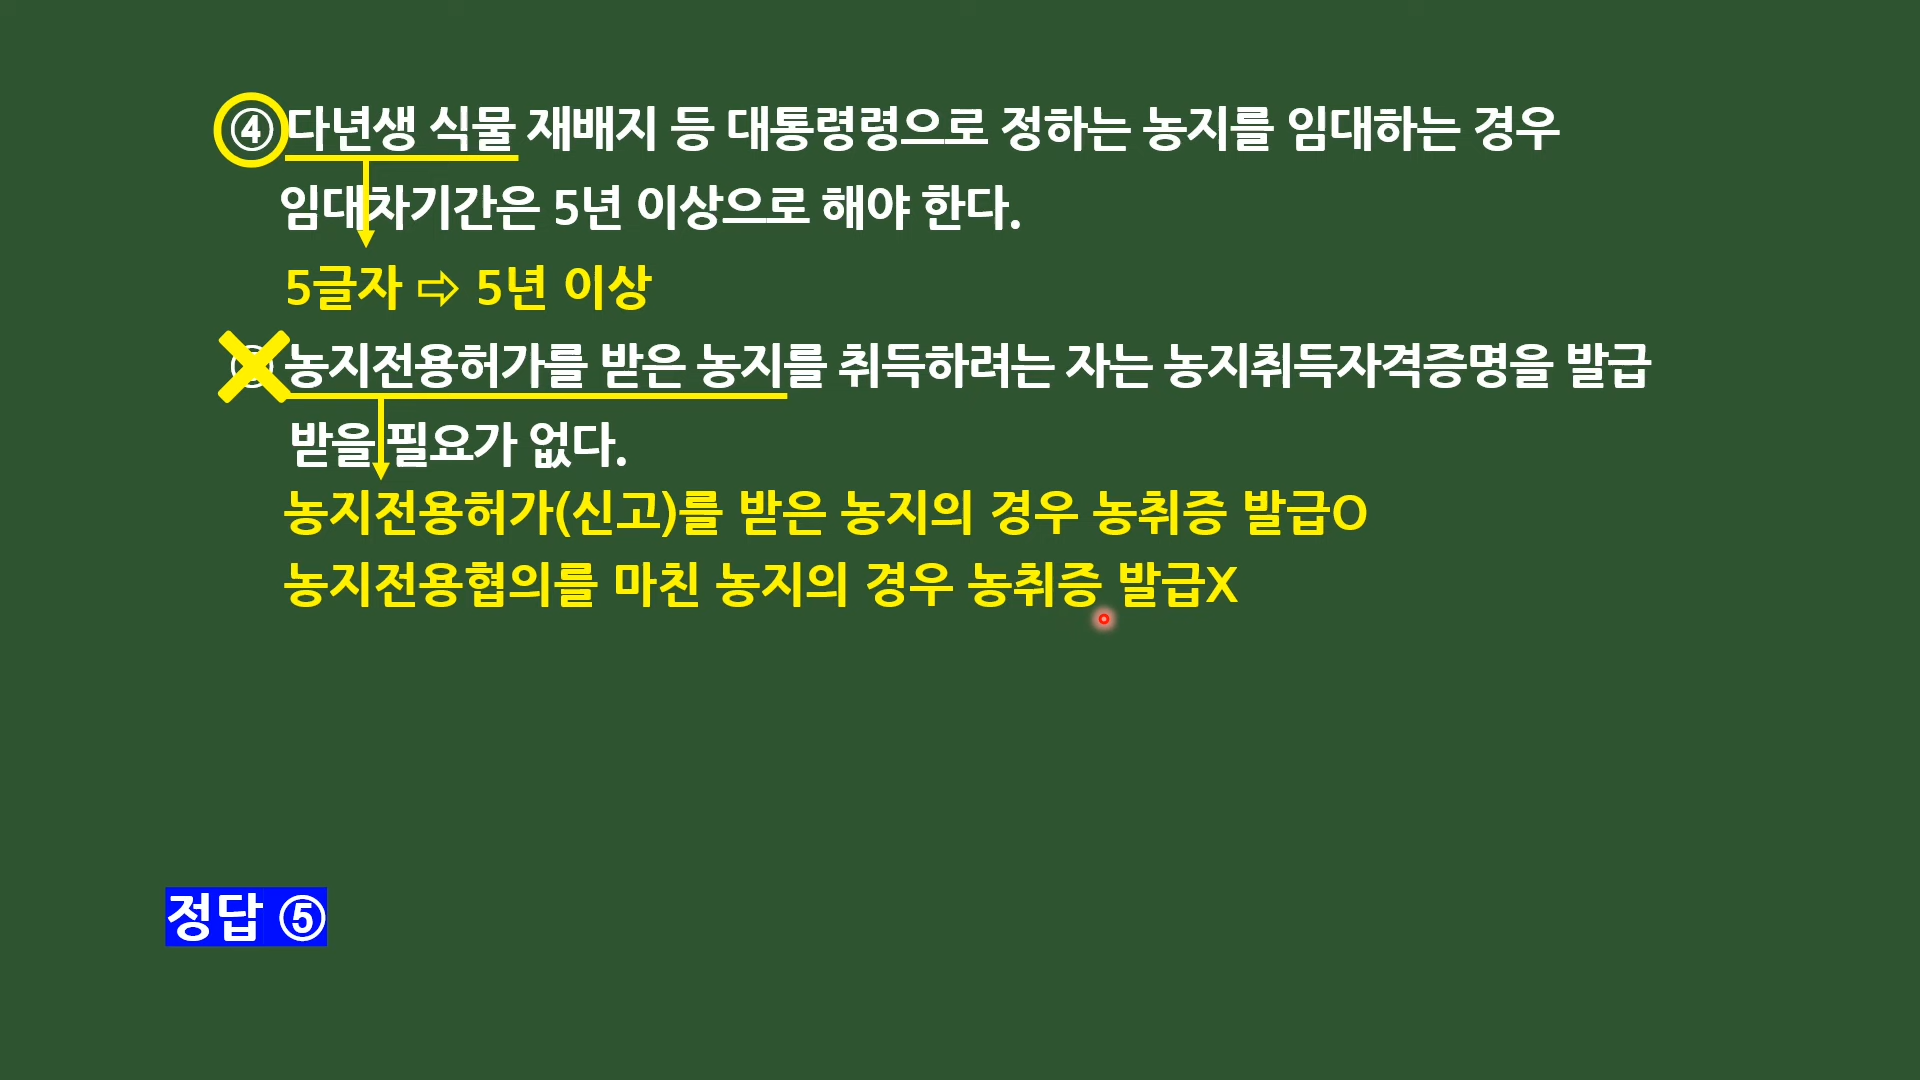 ④다년생 식물 재배지 등 대통령령으로 정하는 농지를 임대하는 경우
임대차기간은 5년 이상으로 해야 한다.
5글자 ⇨ 5년 이상
농지전용허가를 받은 농지를 취득하려는 자는 농지취득자격증명을 발급
받을 필요가 없다.
농지전용허가(신고)를 받은 농지의 경우 농취증 발급O
농지전용협의를 마친 농지의 경우 농취증 발급X
정답 ⑤